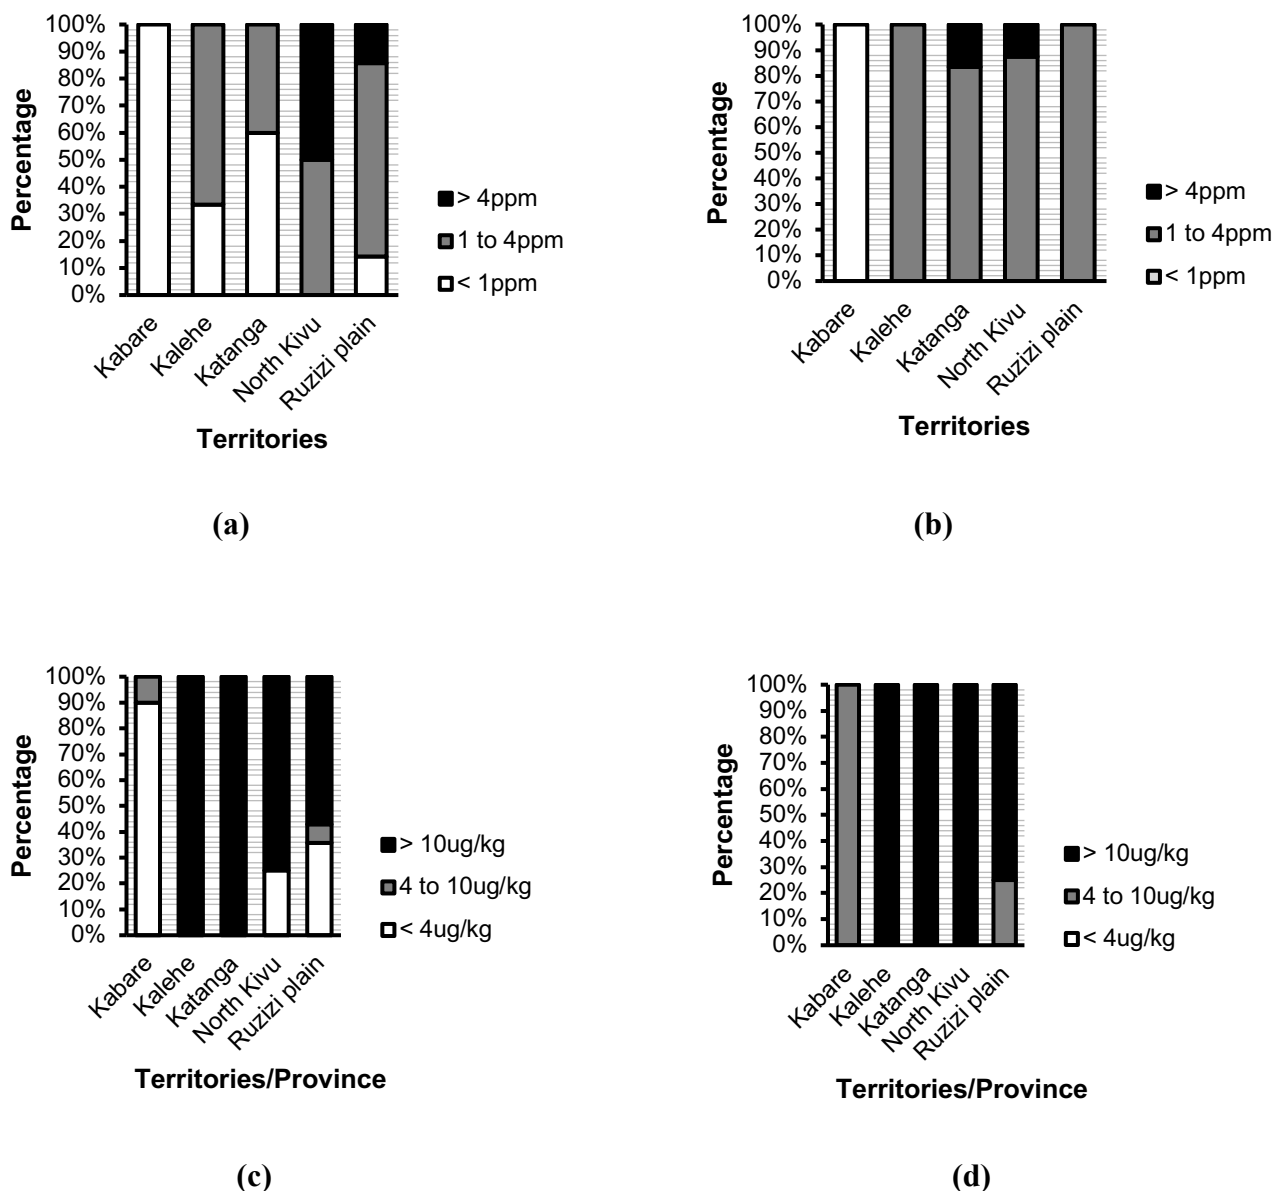 100%
90%
80%
70%
60%
50%
40%
30%
20%
10%
0%
Percentage
Kabare
Kalehe
Katanga
North Kivu
Ruzizi plain
Territories
> 4ppm
1 to 4ppm
< 1ppm
(a)
100%
90%
80%
70%
60%
50%
40%
30%
20%
10%
0%
Percentage
Kabare
Kalehe
Katanga
North Kivu
Ruzizi plain
Territories
> 4ppm
1 to 4ppm
< 1ppm
(b)
100%
90%
80%
70%
60%
50%
40%
30%
20%
10%
0%
Percentage
Kabare
Kalehe
Katanga
North Kivu
Ruzizi plain
Territories/Province
> 10ug/kg
4 to 10ug/kg
< 4ug/kg
(c)
100%
90%
80%
70%
60%
50%
40%
30%
20%
10%
0%
Percentage
Kabare
Kalehe
Katanga
North Kivu
Ruzizi plain
Territories/Province
> 10ug/kg
4 to 10ug/kg
< 4ug/kg
(d)